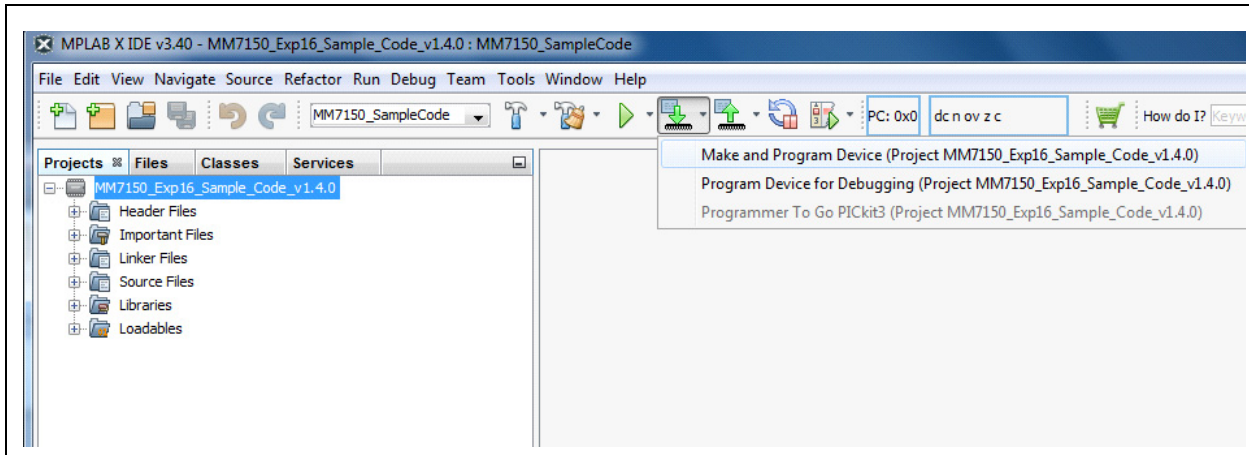 MPLAB X IDE v3.40 - MM7150_Exp16_Sample_Code_v1.4.0 : MM7150_SampleCode
File Edit View Navigate Source Refactor Run Debug Team Tools Window Help
MM7150_SampleCode
PC: 0x0
dc n ov z c
How do I?
Projects Files Classes Services
Make and Program Device (Project MM7150_Exp16_Sample_Code_v1.4.0)
Program Device for Debugging (Project MM7150_Exp16_Sample_Code_v1.4.0)
Programmer To Go PICkit3 (Project MM7150_Exp16_Sample_Code_v1.4.0)
MM7150_Exp16_Sample_Code_v1.4.0
Header Files
Important Files
Linker Files
Source Files
Libraries
Loadables